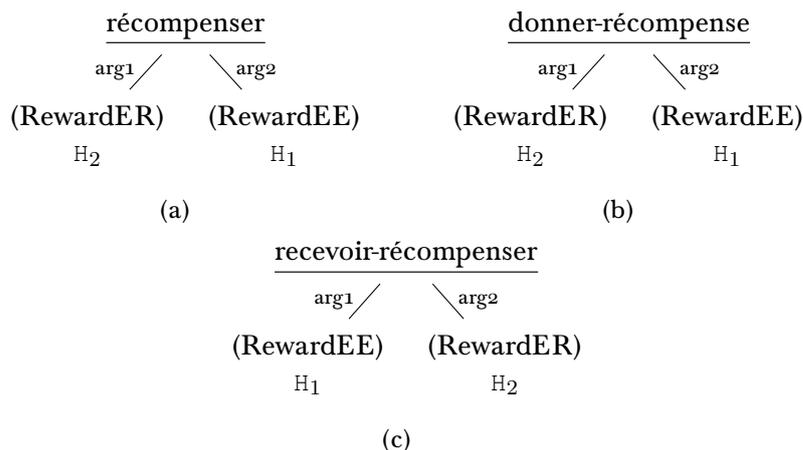 récompenser
donner-récompense
arg1
arg2
arg1
arg2
(RewardER)
(RewardEE)
(RewardER)
(RewardEE)
H2
H1
H2
H1
(a)
(b)
recevoir-récompenser
arg1
arg2
(RewardEE)
(RewardER)
H1
H2
(c)